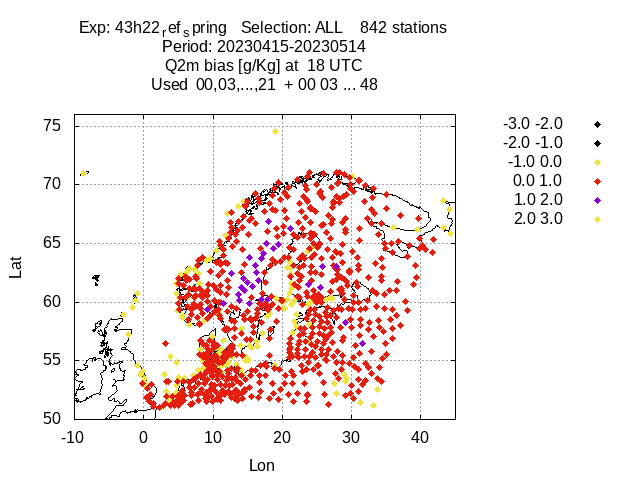 Exp: 43h22ref_spring   Selection: ALL    842 stations
Period: 20230415-20230514
Q2m bias [g/Kg] at  18 UTC
Used  00,03,...,21  + 00 03 ... 48
-3.0 -2.0
-2.0 -1.0
-1.0 0.0
0.0 1.0
1.0 2.0
2.0 3.0
75
70
65
60
55
50
Lat
-10 0 10 20 30 40
Lon